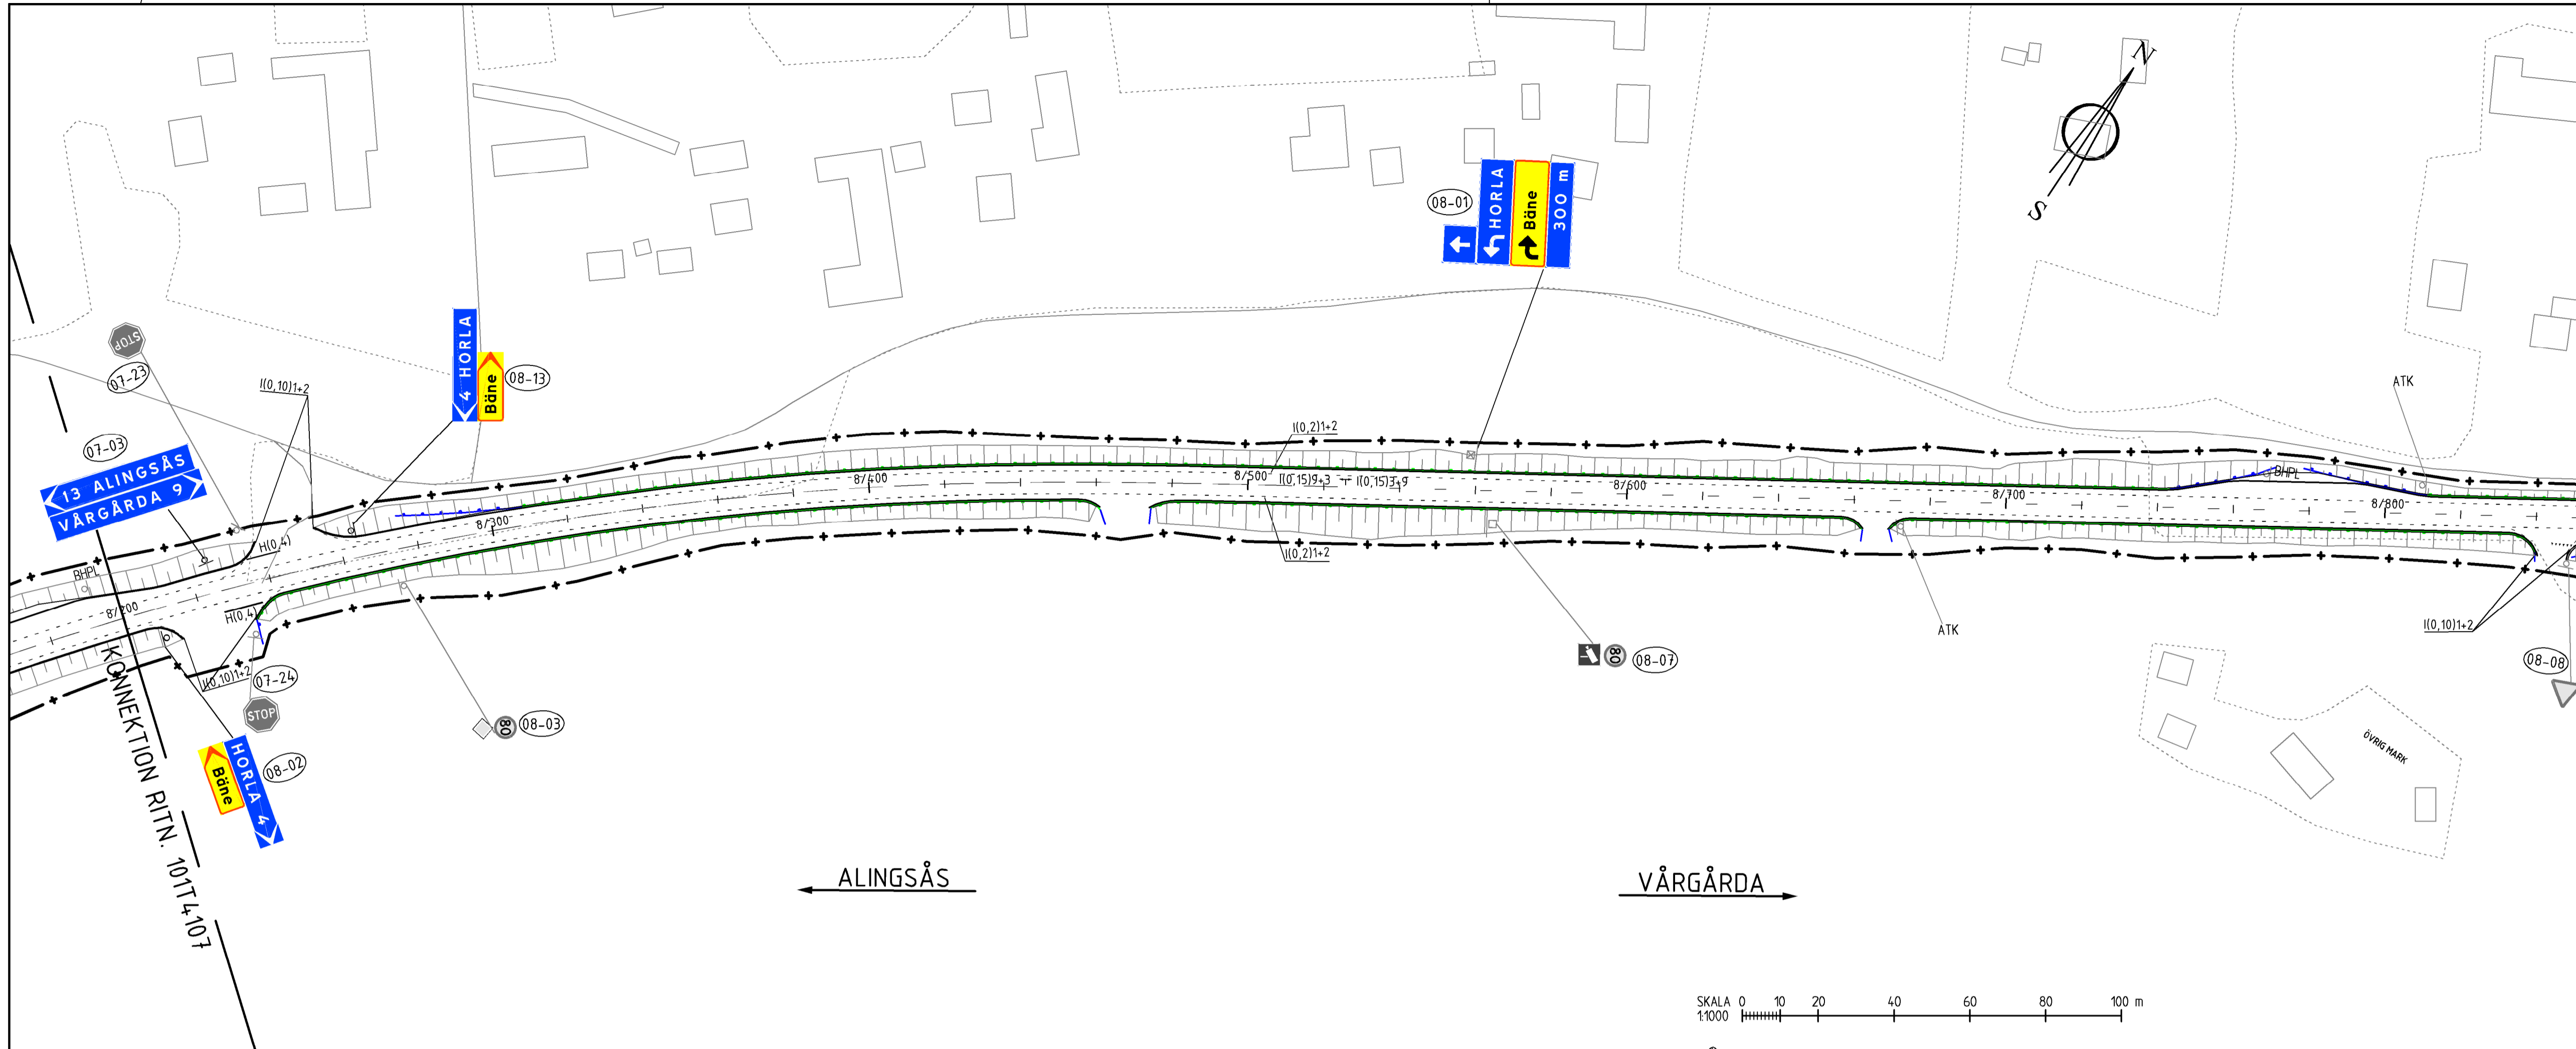 N
S
08-01
HORLA
Bäne
300 m
STOP
07-23
I(0,10)1+2
4 HORLA
Bäne
08-13
ATK
07-03
13 ALINGSÅS
VÅRGÅRDA 9
I(0,2)1+2
8/400
8/500
I(0,15)9+3 + I(0,15)3+9
8/600
8/700
BHPL
8/800
8/300
H(0,4)
BHPL
8/200
H(0,4)
I(0,2)1+2
I(0,10)1+2
07-24
STOP
ATK
I(0,10)1+2
80
08-07
08-08
80
08-03
Bäne
HORLA 4
08-02
ÖVRIG MARK
KONNEKTION RITN. 101T4107
ALINGSÅS
VÅRGÅRDA
SKALA 0 10 20 40 60 80 100 m
1:1000